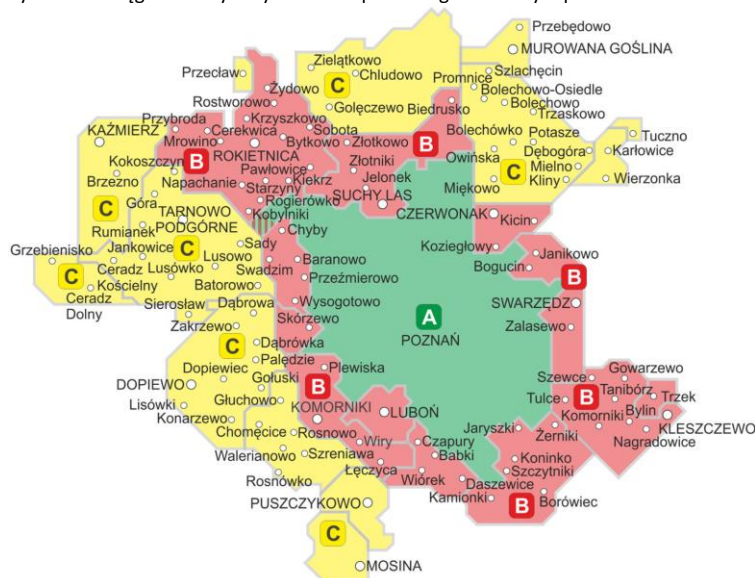 Przebędowo
MUROWANA GOŚLINA
Zielątkowo
Przecław
Chludowo
Promnice
Szlachęcin
C
Żydowo
Bolechowo-Osiedle
Rostworowo
Golęczewo
Biedrusko
Bolechowo
Trzaskowo
Przybroda
Krzyszkowo
KAŹMIERZ
Cerekwica
Sobota
Bolechówko
Potasze
Tuczno
Mrowino
Bytkowo
Złotkowo
B
Dębogóra
Karłowice
Kokoszczyn
B
ROKIETNICA
Złotniki
Owińska
C
Mielno
Brzezno
Napachanie
Pawłowice
Kiekrz
Jelonek
Miękowo
Kliny
Wierzonka
Starzyny
SUCHY LAS
C
Góra
Rogierówko
TARNOWO
PODGÓRNE
Kobylniki
CZERWONAK
Kicin
Rumianek
Chyby
Grzebienisko
Jankowice
C
Sady
Koziegłowy
Janikowo
Ceradz
Kościelny
Lusowo
Baranowo
Bogucin
C
Lusówko
Swadzim
Przeźmierowo
B
Ceradz
Dolny
Batorowo
SWARZĘDZ
Sierosław
Wysogotowo
A
Dąbrowa
Zakrzewo
Skórzewo
POZNAŃ
Zalasewo
C
Dąbrówka
Dopiewiec
Palędzie
Plewiska
Szewce
Gowarzewo
DOPIEWO
Gołuski
B
B
Tanibórz
Trzek
Lisówki
Głuchowo
KOMORNIKI
LUBOŃ
Tulce
Komorniki
Bylin
Konarzewo
KLESZCZEWO
Chomęcice
Rosnowo
Jaryszki
Żerniki
Nagradowice
Walerianowo
Wiry
Czapury
Szreniawa
Babki
Koninko
Rosnówko
Łęczyca
Wiórek
Daszewice
Szczytniki
PUSZCZYKOWO
Kamionki
B
Borówiec
C
MOSINA